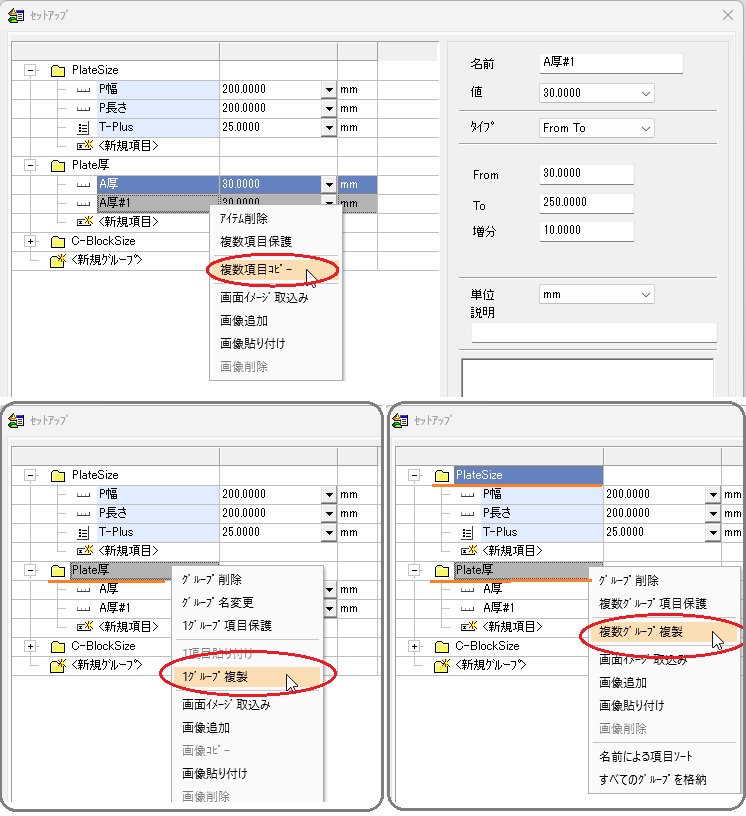 セットアップ
PlateSize
P幅 200.0000 mm
P長さ 200.0000 mm
T-Plus 25.0000 mm
<新規項目>
Plate厚
A厚 30.0000 mm
A厚#1 30.0000 mm
<新規項目>
C-BlockSize
<新規グループ>
アイテム削除
複数項目保護
複数項目コピー
画面イメージ取込み
画像追加
画像貼り付け
画像削除
名前 A厚#1
値 30.0000
タイプ From To
From 30.0000
To 250.0000
増分 10.0000
単位 mm
説明
セットアップ
PlateSize
P幅 200.0000 mm
P長さ 200.0000 mm
T-Plus 25.0000 mm
<新規項目>
Plate厚
A厚
A厚#1
<新規項目>
C-BlockSize
<新規グループ>
mm
mm
グループ削除
グループ名変更
1グループ項目保護
1項目貼り付け
1グループ複製
画面イメージ取込み
画像追加
画像コピー
画像貼り付け
画像削除
セットアップ
PlateSize
P幅 200.0000 mm
P長さ 200.0000 mm
T-Plus 25.0000 mm
<新規項目>
Plate厚
A厚
A厚#1
<新規項目>
C-BlockSize
<新規グループ>
グループ削除
複数グループ項目保護
複数グループ複製
画面イメージ取込み
画像追加
画像貼り付け
画像削除
名前による項目ソート
すべてのグループを格納